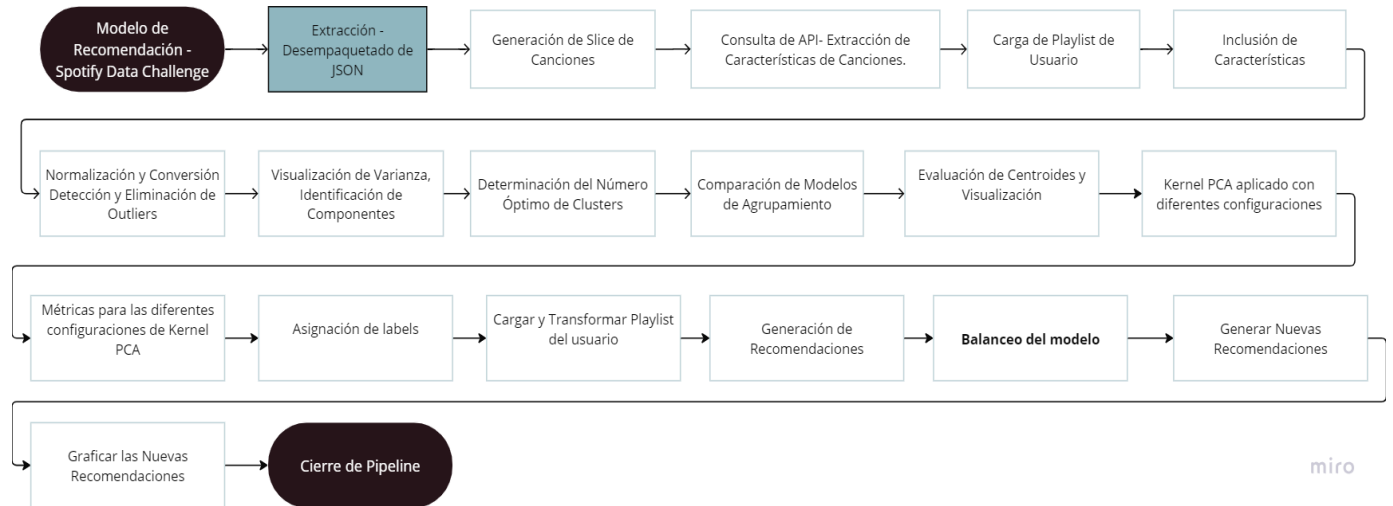 Modelo de
Recomendación -
Spotify Data Challenge
Extracción -
Desempaquetado de
JSON
Generación de Slice de
Canciones
Consulta de API- Extracción de
Características de Canciones.
Carga de Playlist de
Usuario
Inclusión de
Características
Normalización y Conversión
Detección y Eliminación de
Outliers
Visualización de Varianza,
Identificación de
Componentes
Determinación del Número
Óptimo de Clusters
Comparación de Modelos
de Agrupamiento
Evaluación de Centroides y
Visualización
Kernel PCA aplicado con
diferentes configuraciones
Métricas para las diferentes
configuraciones de Kernel
PCA
Asignación de labels
Cargar y Transformar Playlist
del usuario
Generación de
Recomendaciones
Balanceo del modelo
Generar Nuevas
Recomendaciones
Graficar las Nuevas
Recomendaciones
Cierre de Pipeline
miro